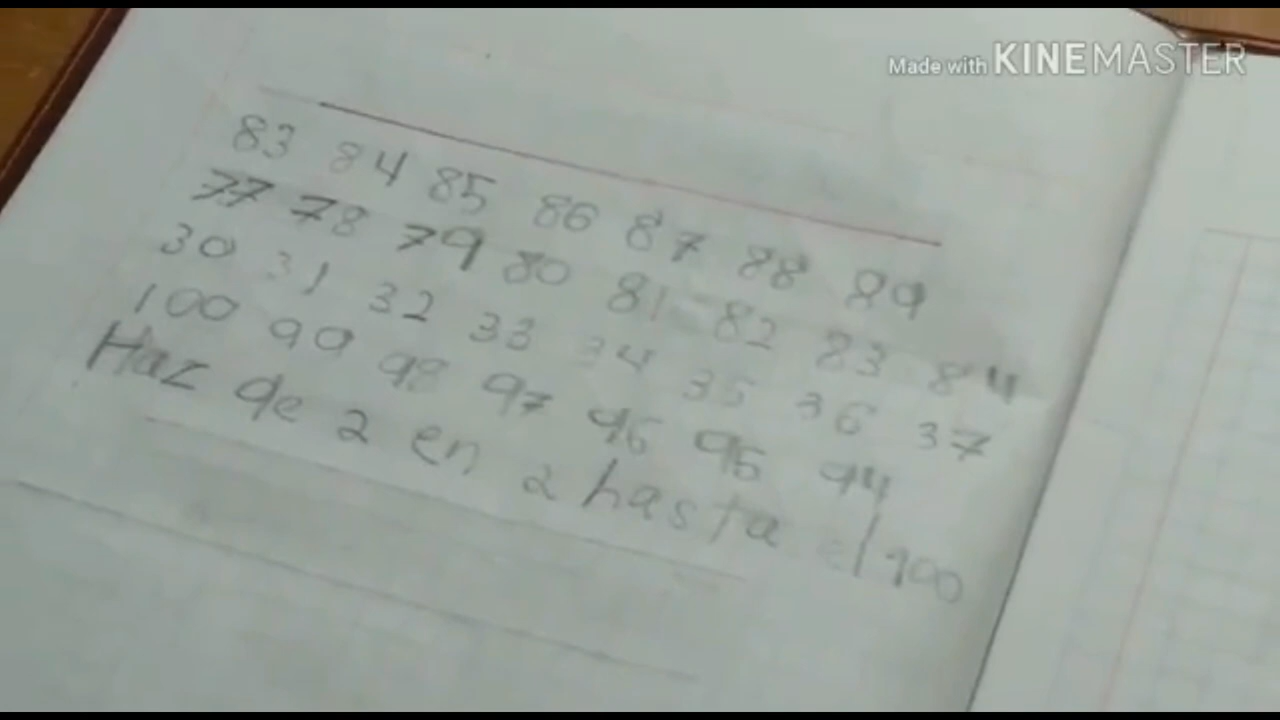 Made with KINEMASTER
83 84 85 86 87 88 89
77 78 79 80 81 82 83 84
30 31 32 33 34 35 36 37
100 99 98 97 96 95 94
Haz de 2 en 2 hasta el 100